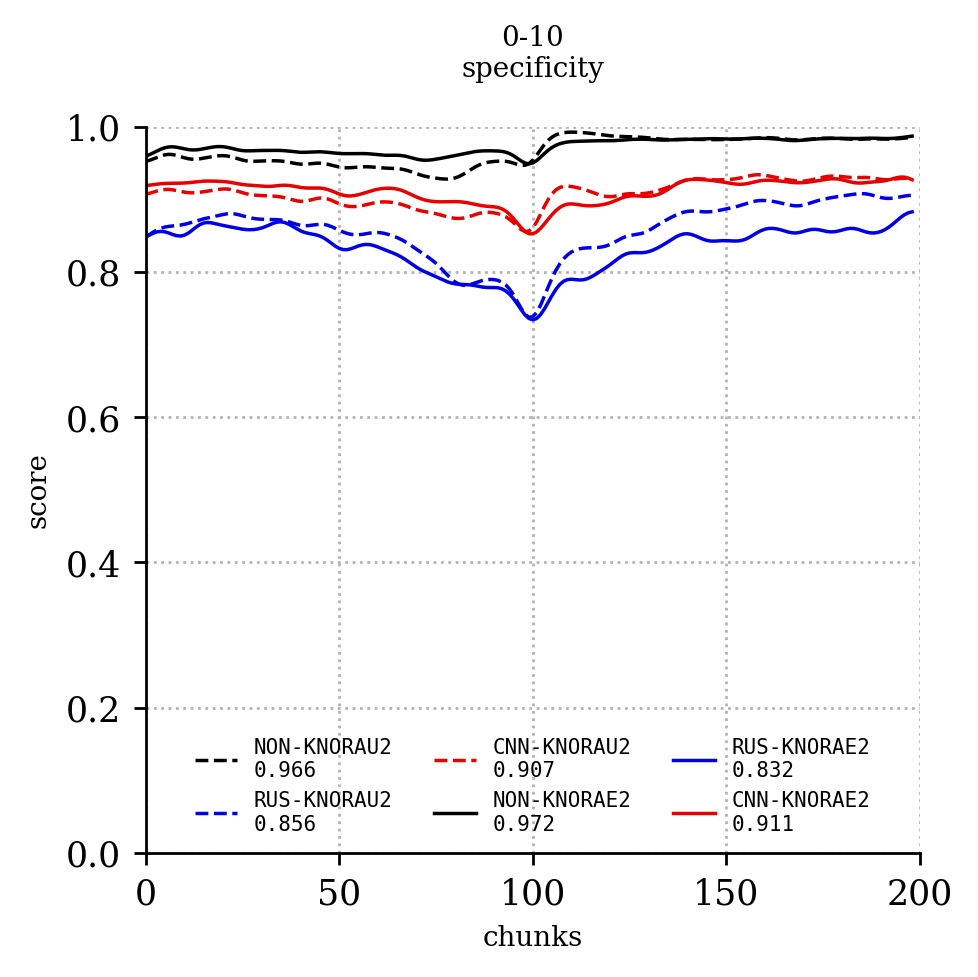 0-10
specificity
1.0
0.8
0.6
0.4
0.2
0.0
score
NON-KNORAU2
0.966
RUS-KNORAU2
0.856
CNN-KNORAU2
0.907
NON-KNORAE2
0.972
RUS-KNORAE2
0.832
CNN-KNORAE2
0.911
0 50 100 150 200
chunks